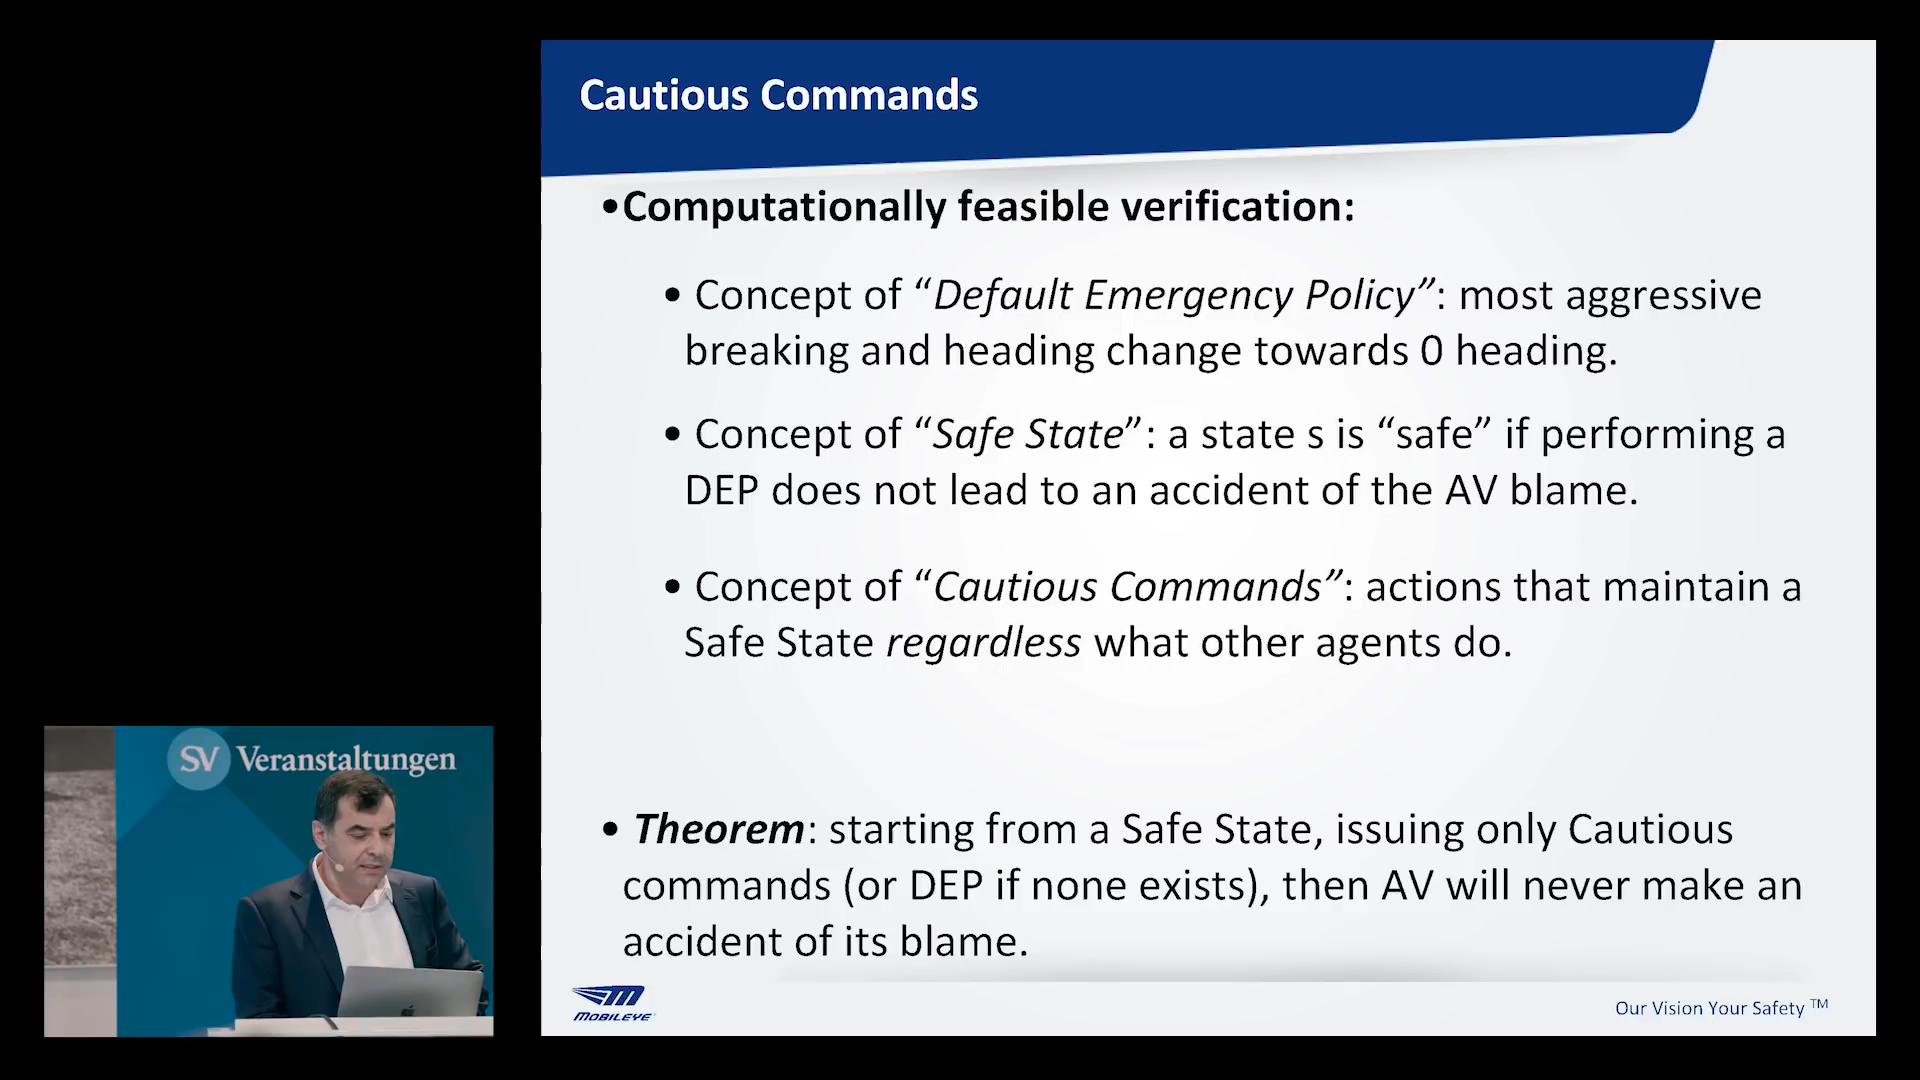 Cautious Commands
•Computationally feasible verification:
• Concept of “Default Emergency Policy”: most aggressive
breaking and heading change towards 0 heading.
• Concept of “Safe State”: a state s is “safe” if performing a
DEP does not lead to an accident of the AV blame.
• Concept of “Cautious Commands”: actions that maintain a
Safe State regardless what other agents do.
• Theorem: starting from a Safe State, issuing only Cautious
commands (or DEP if none exists), then AV will never make an
accident of its blame.
MOBILEYE
Our Vision Your Safety TM
SV Veranstaltungen